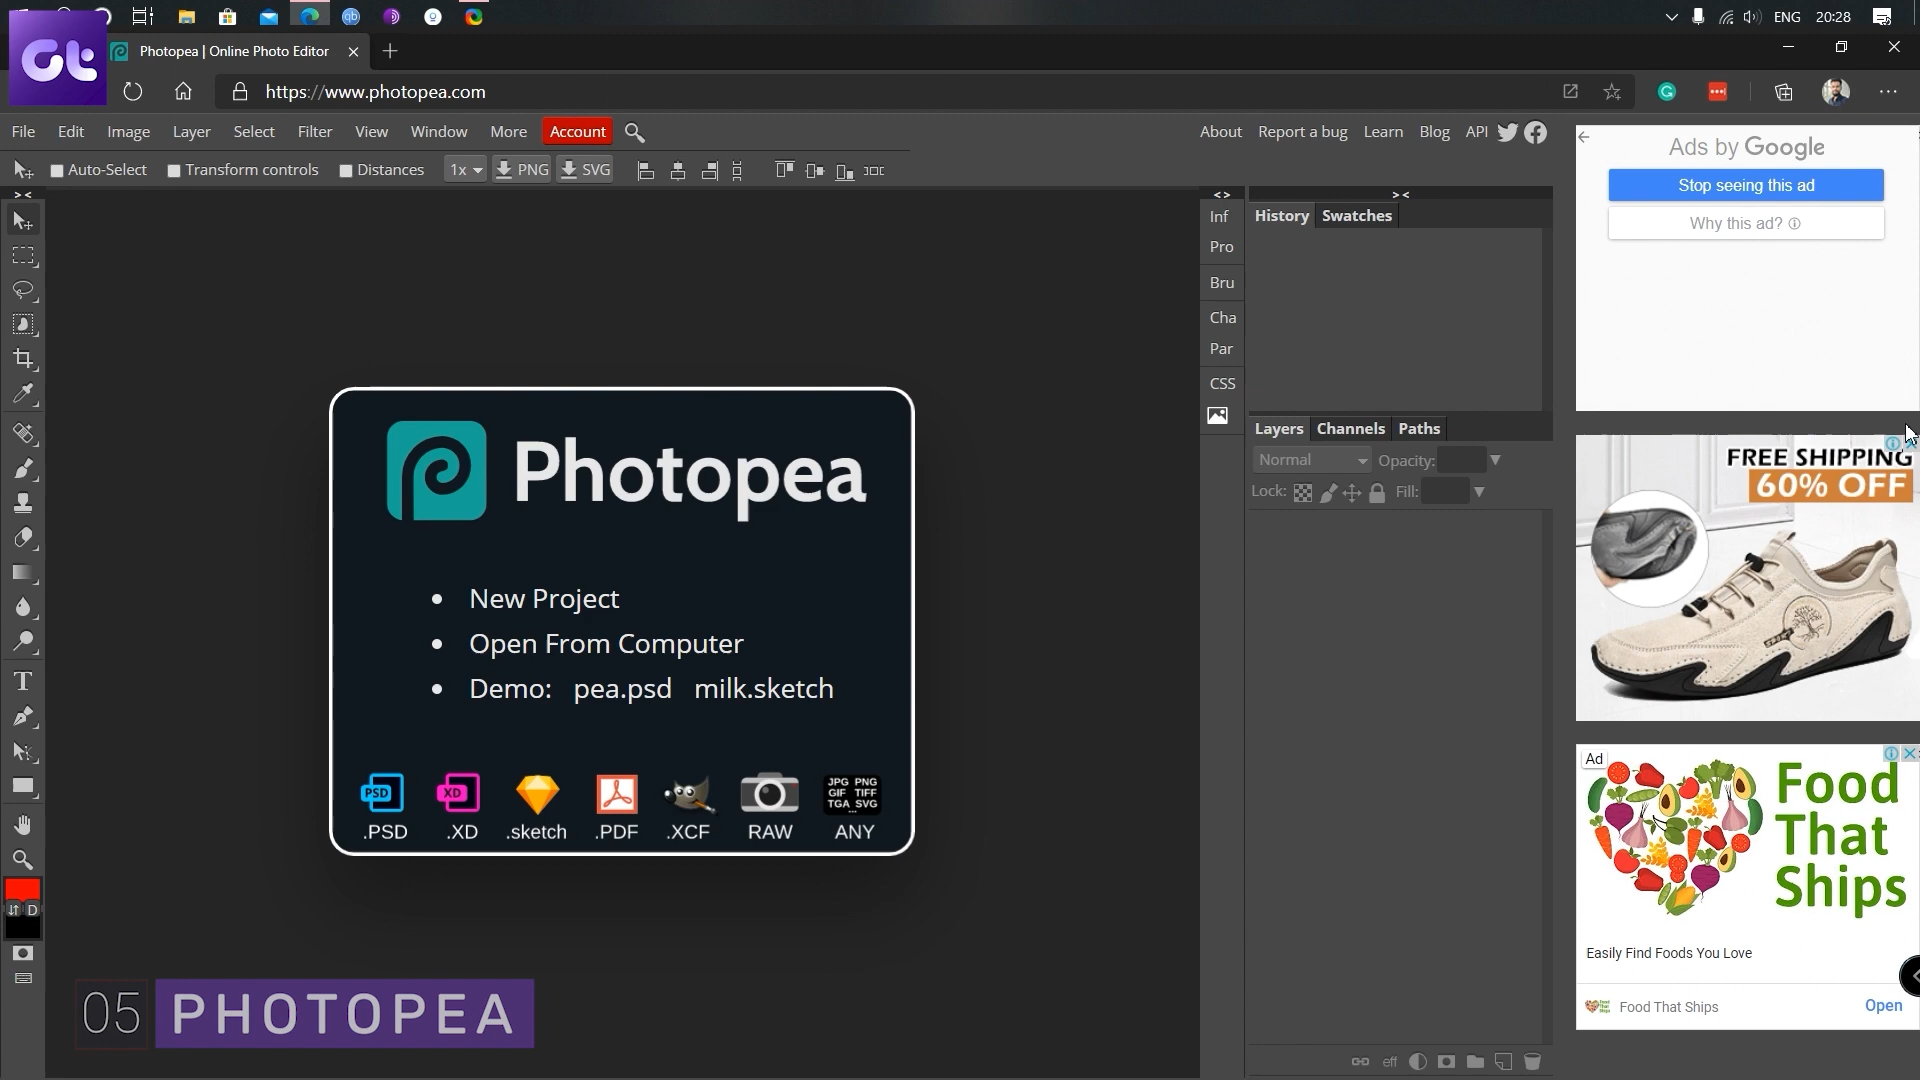 ENG 20:28
Photopea | Online Photo Editor
https://www.photopea.com
File Edit Image Layer Select Filter View Window More Account
About Report a bug Learn Blog API
Auto-Select Transform controls Distances 1x PNG SVG
Inf
Pro
Bru
Cha
Par
CSS
History Swatches
Layers Channels Paths
Normal Opacity:
Lock: Fill:
Photopea
New Project
Open From Computer
Demo: pea.psd milk.sketch
PSD XD JPG PNG
GIF TIFF
TGA SVG
.PSD .XD .sketch .PDF .XCF RAW ANY
T
D
05 PHOTOPEA
eff
Ads by Google
Stop seeing this ad
Why this ad?
FREE SHIPPING
60% OFF
Ad
Food
That
Ships
Easily Find Foods You Love
Food That Ships Open